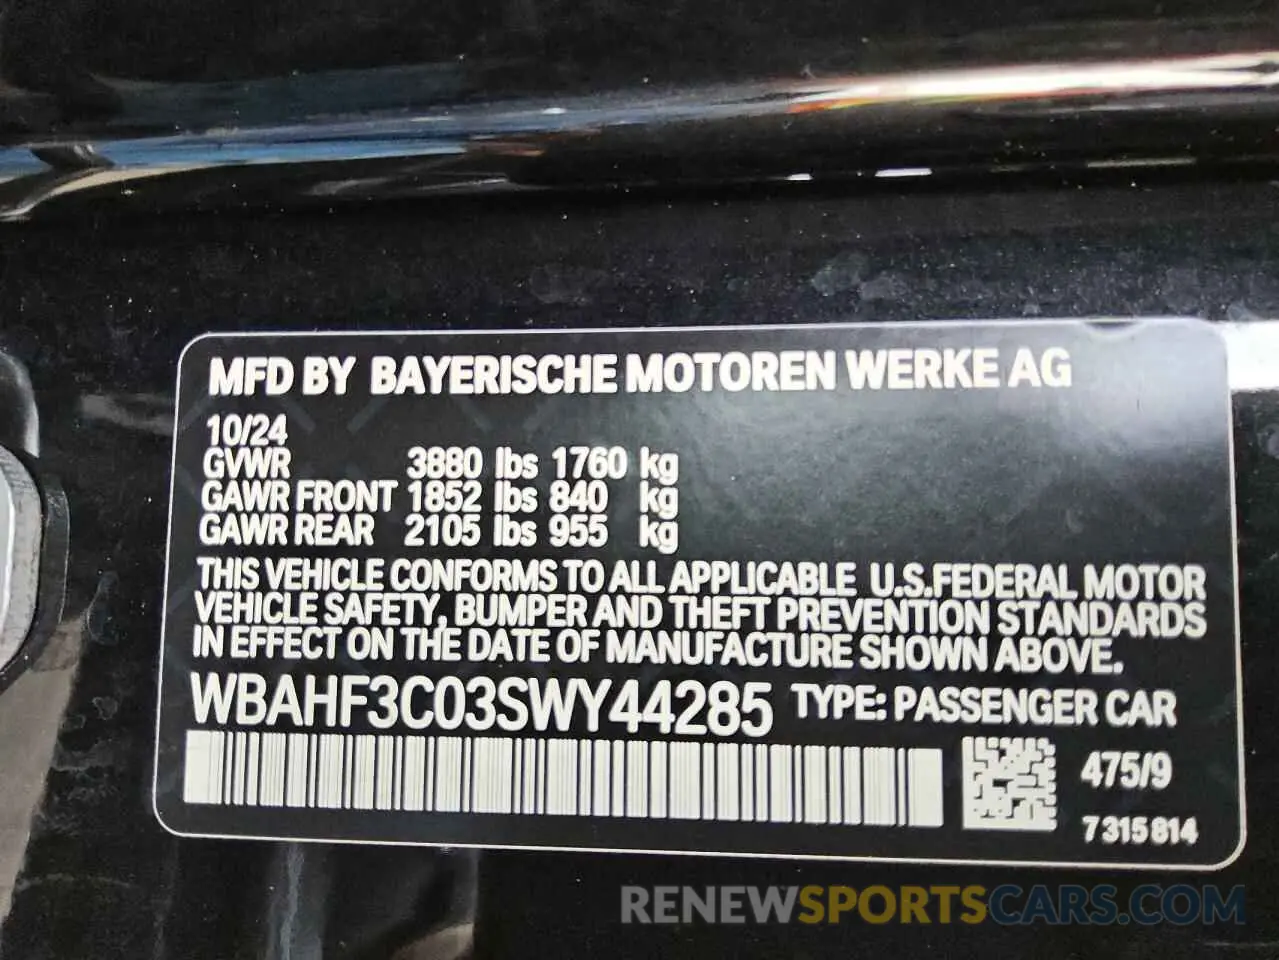 MFD BY BAYERISCHE MOTOREN WERKE AG
10/24
GVWR 3880 lbs 1760 kg
GAWR FRONT 1852 lbs 840 kg
GAWR REAR 2105 lbs 955 kg
THIS VEHICLE CONFORMS TO ALL APPLICABLE U.S.FEDERAL MOTOR
VEHICLE SAFETY, BUMPER AND THEFT PREVENTION STANDARDS
IN EFFECT ON THE DATE OF MANUFACTURE SHOWN ABOVE.
WBAHF3C03SWY44285 TYPE: PASSENGER CAR
475/9
7315814
RENEWSPORTSCARS.COM